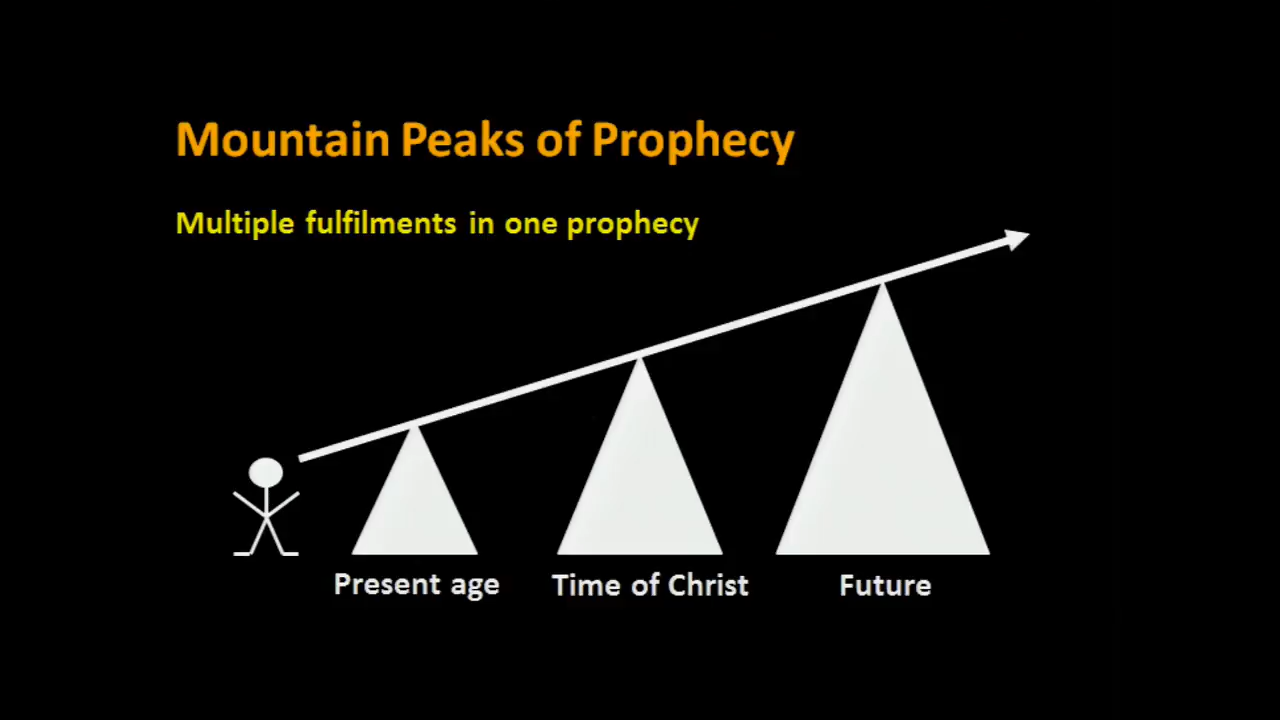 Mountain Peaks of Prophecy
Multiple fulfilments in one prophecy
Present age
Time of Christ
Future